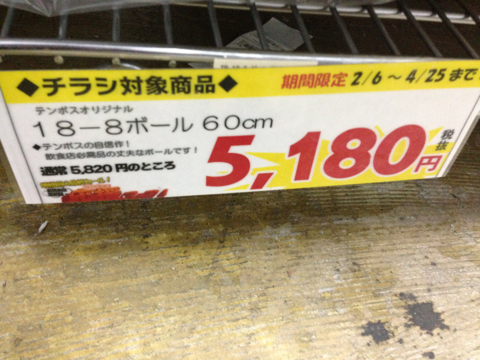 ◆チラシ対象商品◆ 期間限定 2/6～4/25まで
テンポスオリジナル
18－8ボール 60cm
◆テンポスの自信作！
飲食店必需品の丈夫なボールです！
通常 5,820 円のところ
5,180円 税抜